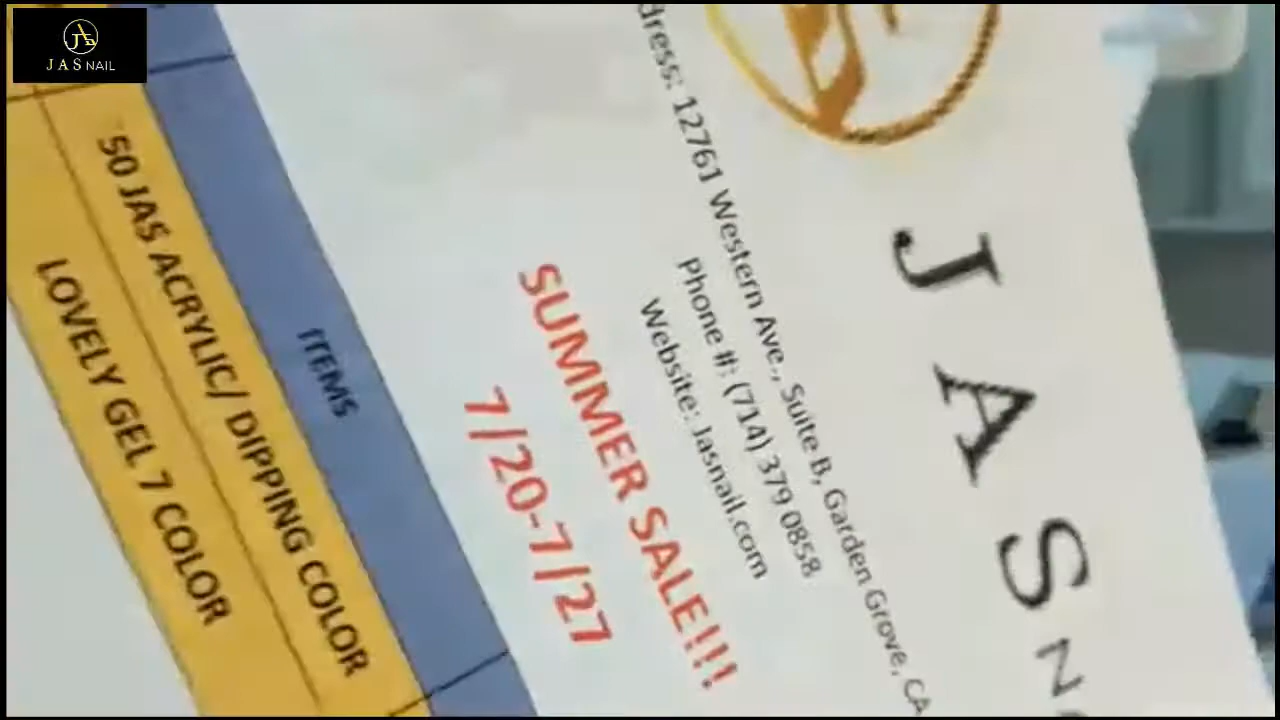 JAS NAIL
JAS N
dress: 12761 Western Ave., Suite B, Garden Grove, CA
Phone #: (714) 379 0858
Website: Jasnail.com
SUMMER SALE!!!
7/20-7/27
ITEMS
50 JAS ACRYLIC/ DIPPING COLOR
LOVELY GEL 7 COLOR